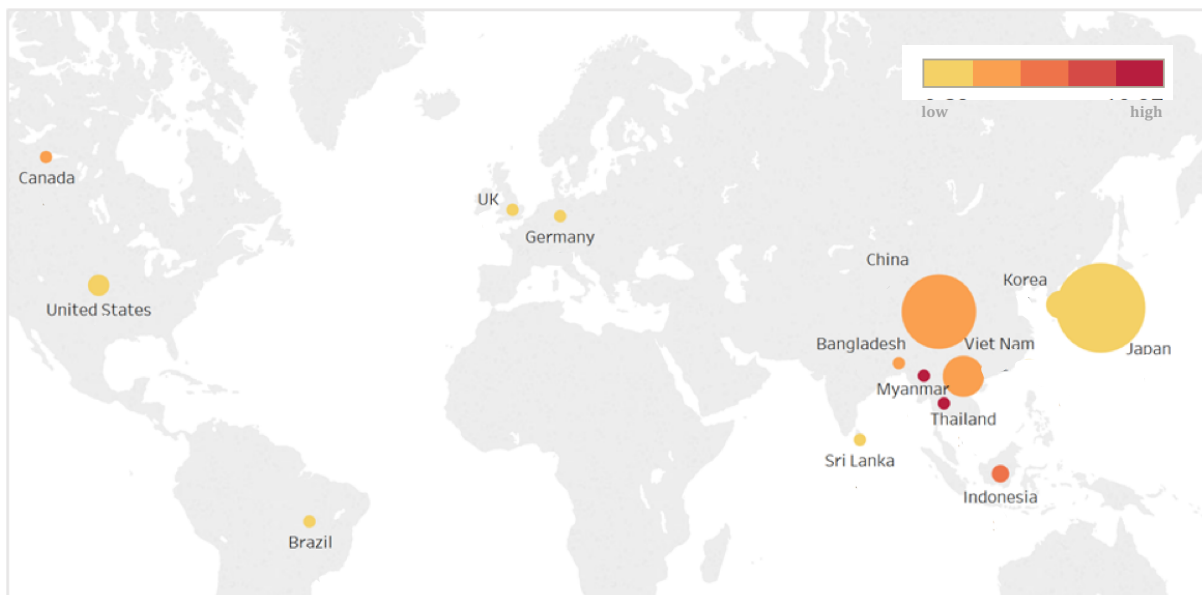 low
high
Canada
UK
Germany
United States
China
Korea
Bangladesh
Viet Nam
Japan
Myanmar
Thailand
Sri Lanka
Indonesia
Brazil